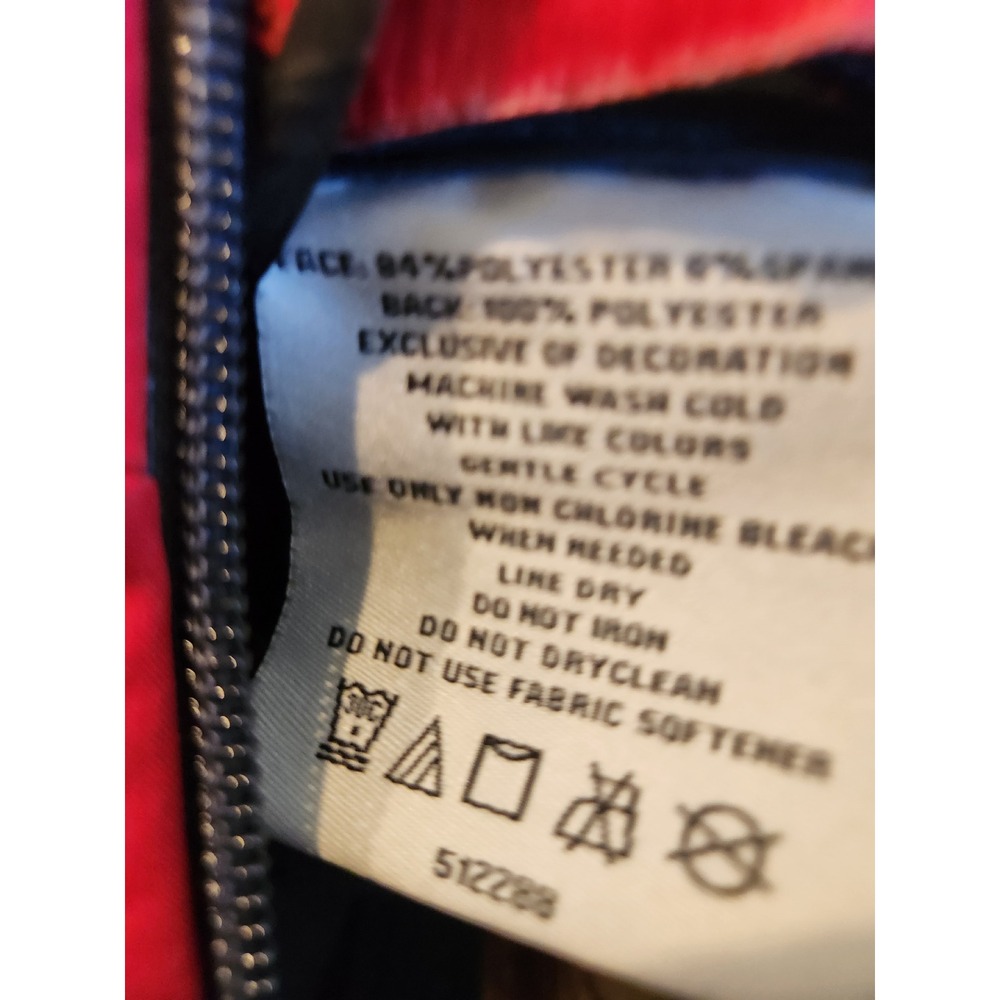 FACE: 94%POLYESTER 6%SPAN
BACK: 100% POLYESTER
EXCLUSIVE OF DECORATION
MACHINE WASH COLD
WITH LIKE COLORS
GENTLE CYCLE
USE ONLY NON CHLORINE BLEACH
WHEN NEEDED
LINE DRY
DO NOT IRON
DO NOT DRYCLEAN
DO NOT USE FABRIC SOFTENER
30C
512288